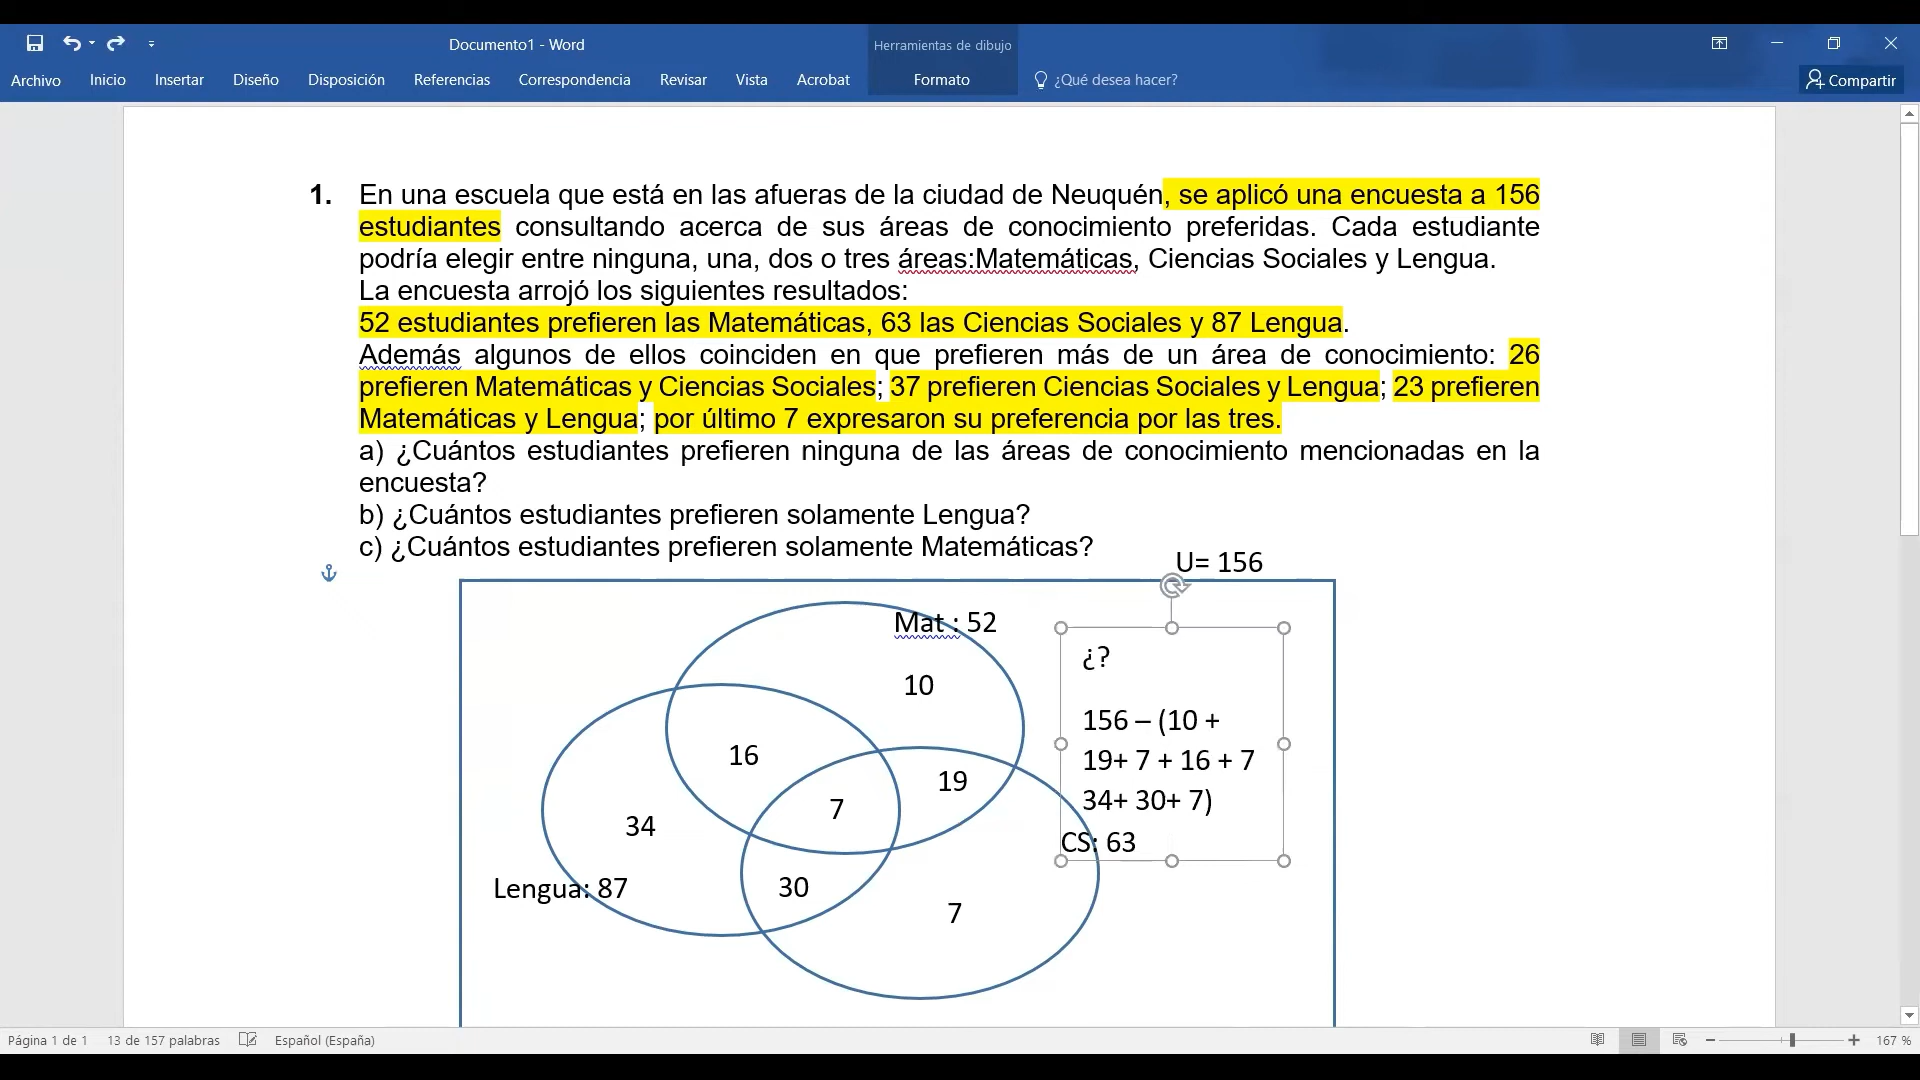 Documento1 - Word
Herramientas de dibujo
Archivo Inicio Insertar Diseño Disposición Referencias Correspondencia Revisar Vista Acrobat Formato ¿Qué desea hacer? Compartir
1. En una escuela que está en las afueras de la ciudad de Neuquén, se aplicó una encuesta a 156
estudiantes consultando acerca de sus áreas de conocimiento preferidas. Cada estudiante
podría elegir entre ninguna, una, dos o tres áreas:Matemáticas, Ciencias Sociales y Lengua.
La encuesta arrojó los siguientes resultados:
52 estudiantes prefieren las Matemáticas, 63 las Ciencias Sociales y 87 Lengua.
Además algunos de ellos coinciden en que prefieren más de un área de conocimiento: 26
prefieren Matemáticas y Ciencias Sociales; 37 prefieren Ciencias Sociales y Lengua; 23 prefieren
Matemáticas y Lengua; por último 7 expresaron su preferencia por las tres.
a) ¿Cuántos estudiantes prefieren ninguna de las áreas de conocimiento mencionadas en la
encuesta?
b) ¿Cuántos estudiantes prefieren solamente Lengua?
c) ¿Cuántos estudiantes prefieren solamente Matemáticas?
U= 156
Mat : 52
10
16
19
7
34
30
7
Lengua: 87
¿?
156 – (10 +
19+ 7 + 16 + 7
34+ 30+ 7)
CS: 63
Página 1 de 1 13 de 157 palabras Español (España) 167 %